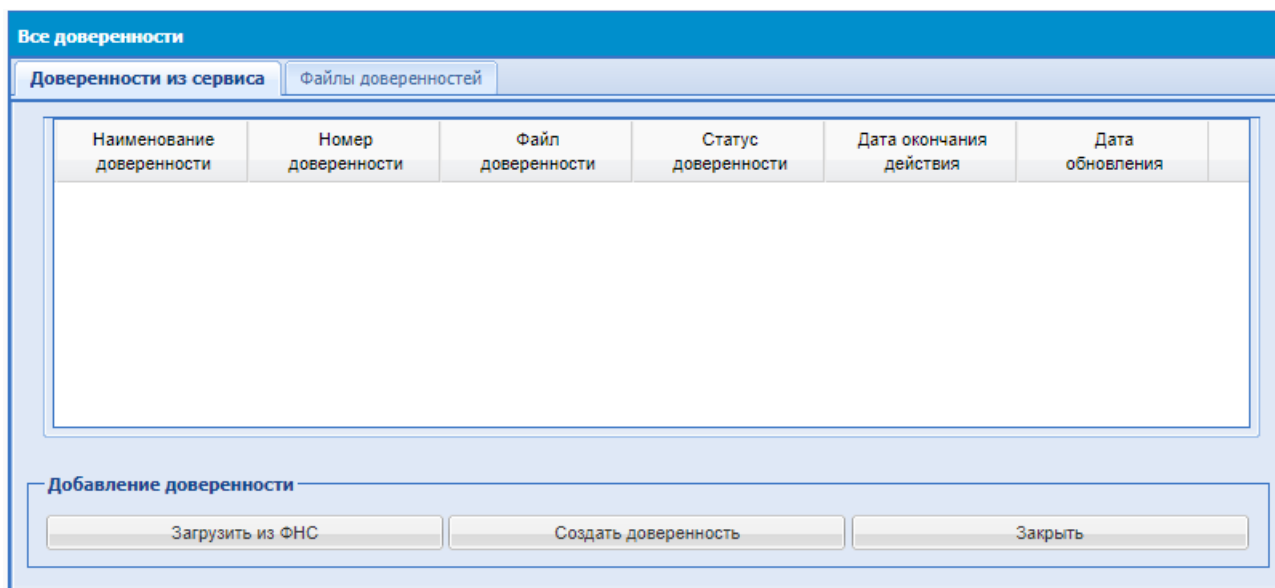 Все доверенности
Доверенности из сервиса Файлы доверенностей
Наименование доверенности Номер доверенности Файл доверенности Статус доверенности Дата окончания действия Дата обновления
Добавление доверенности
Загрузить из ФНС Создать доверенность Закрыть